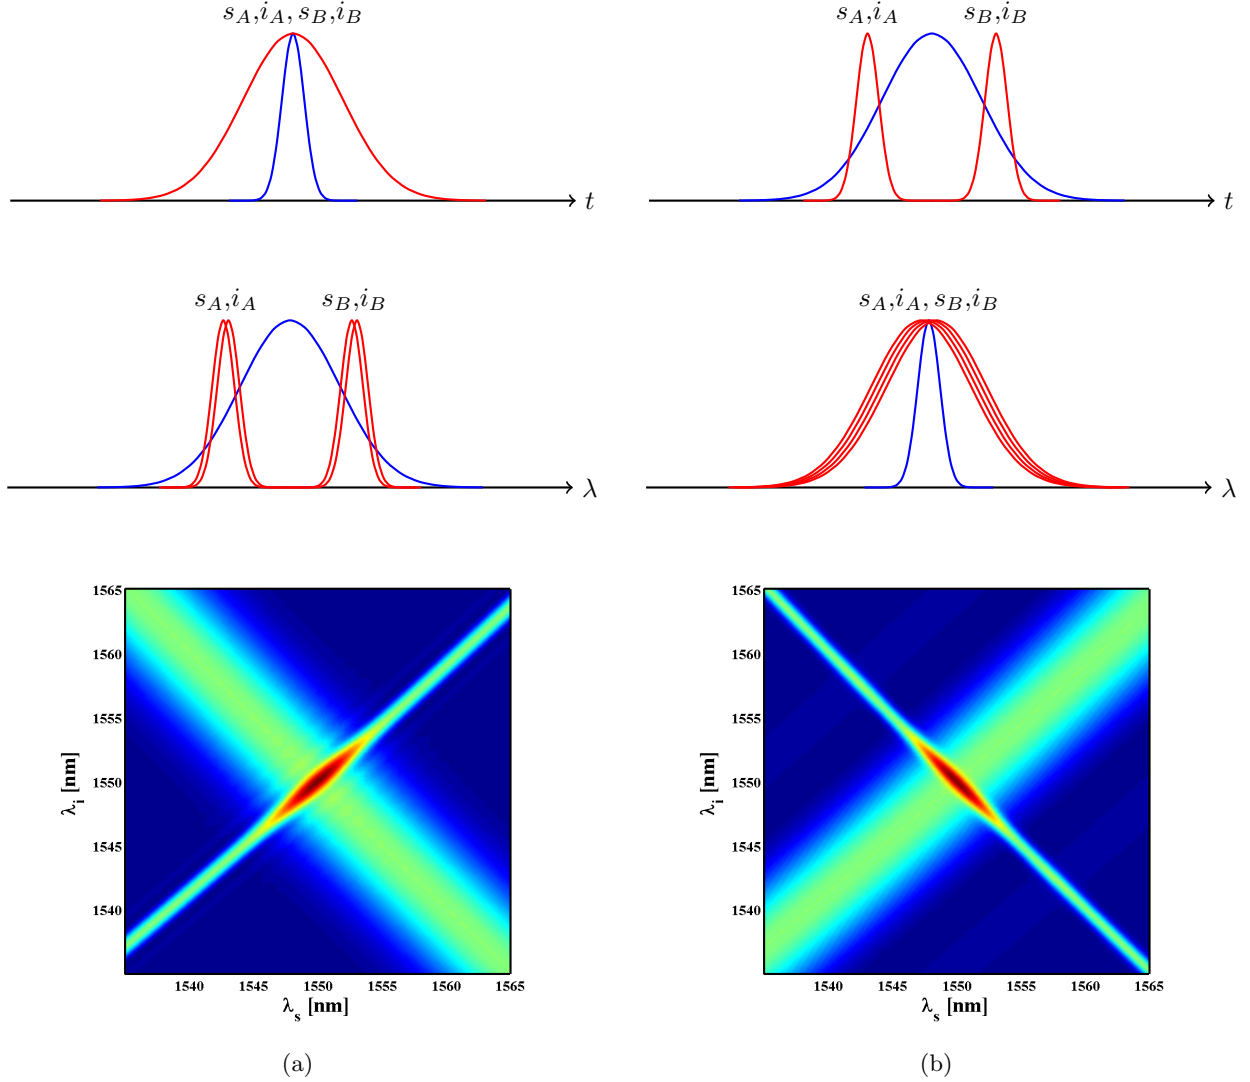 s_A,i_A, s_B,i_B
t
s_A,i_A s_B,i_B
t
s_A,i_A s_B,i_B
λ
s_A,i_A, s_B,i_B
λ
1565
1560
1555
1550
1545
1540
λ_i [nm]
1540 1545 1550 1555 1560 1565
λ_s [nm]
(a)
1565
1560
1555
1550
1545
1540
λ_i [nm]
1540 1545 1550 1555 1560 1565
λ_s [nm]
(b)